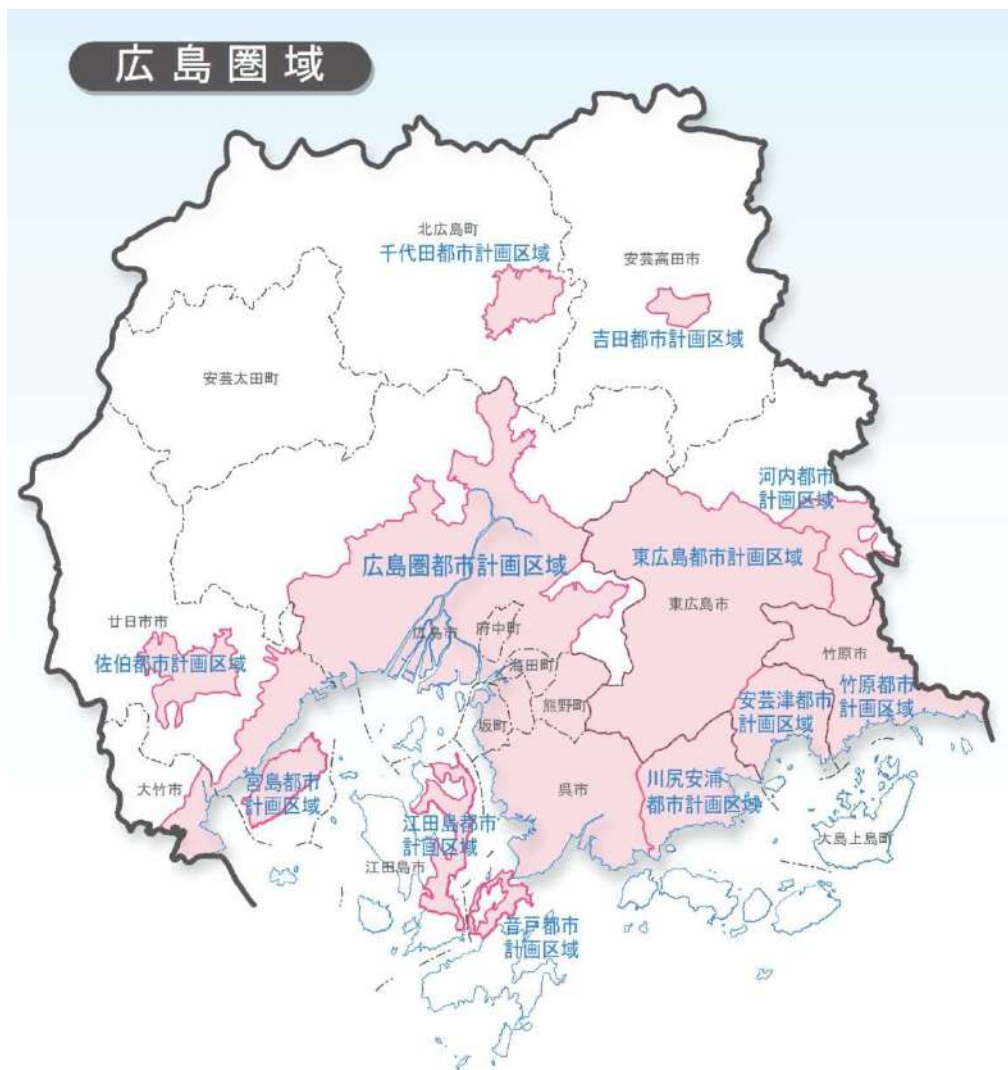 広島圏域
北広島町
千代田都市計画区域
安芸高田市
吉田都市計画区域
安芸太田町
河内都市
計画区域
広島圏都市計画区域
東広島都市計画区域
東広島市
廿日市市
佐伯都市計画区域
広島市
府中町
海田町
竹原市
熊野町
坂町
安芸津都市
計画区域
竹原都市
計画区域
大竹市
宮島都市
計画区域
呉市
川尻安浦
都市計画区域
江田島都市
計画区域
江田島市
大島上島町
音戸都市
計画区域